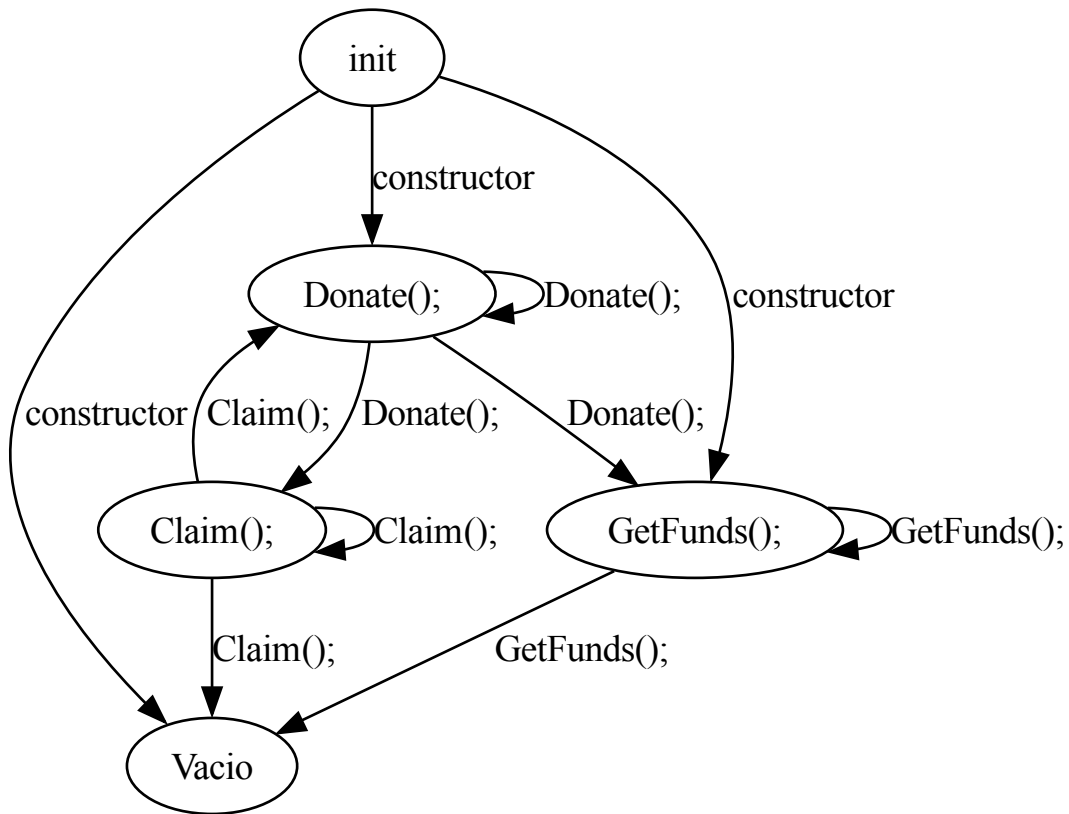 init
constructor
Donate();
Donate();
constructor
constructor
Claim();
Donate();
Donate();
Claim();
Claim();
GetFunds();
GetFunds();
Claim();
GetFunds();
Vacio